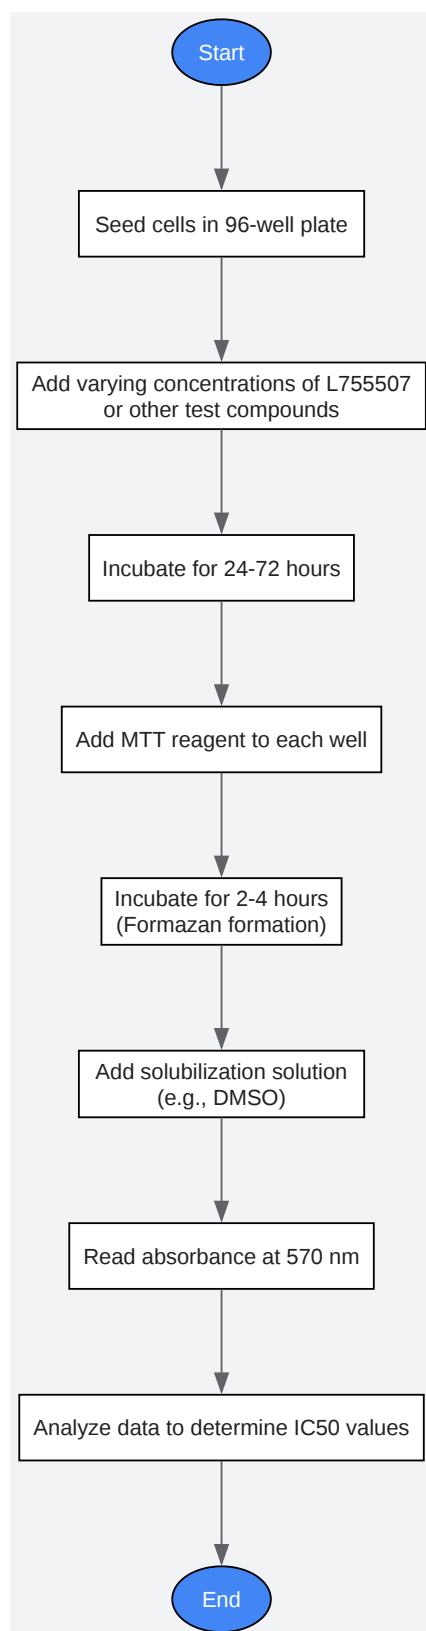 Start
Seed cells in 96-well plate
Add varying concentrations of L755507
or other test compounds
Incubate for 24-72 hours
Add MTT reagent to each well
Incubate for 2-4 hours
(Formazan formation)
Add solubilization solution
(e.g., DMSO)
Read absorbance at 570 nm
Analyze data to determine IC50 values
End